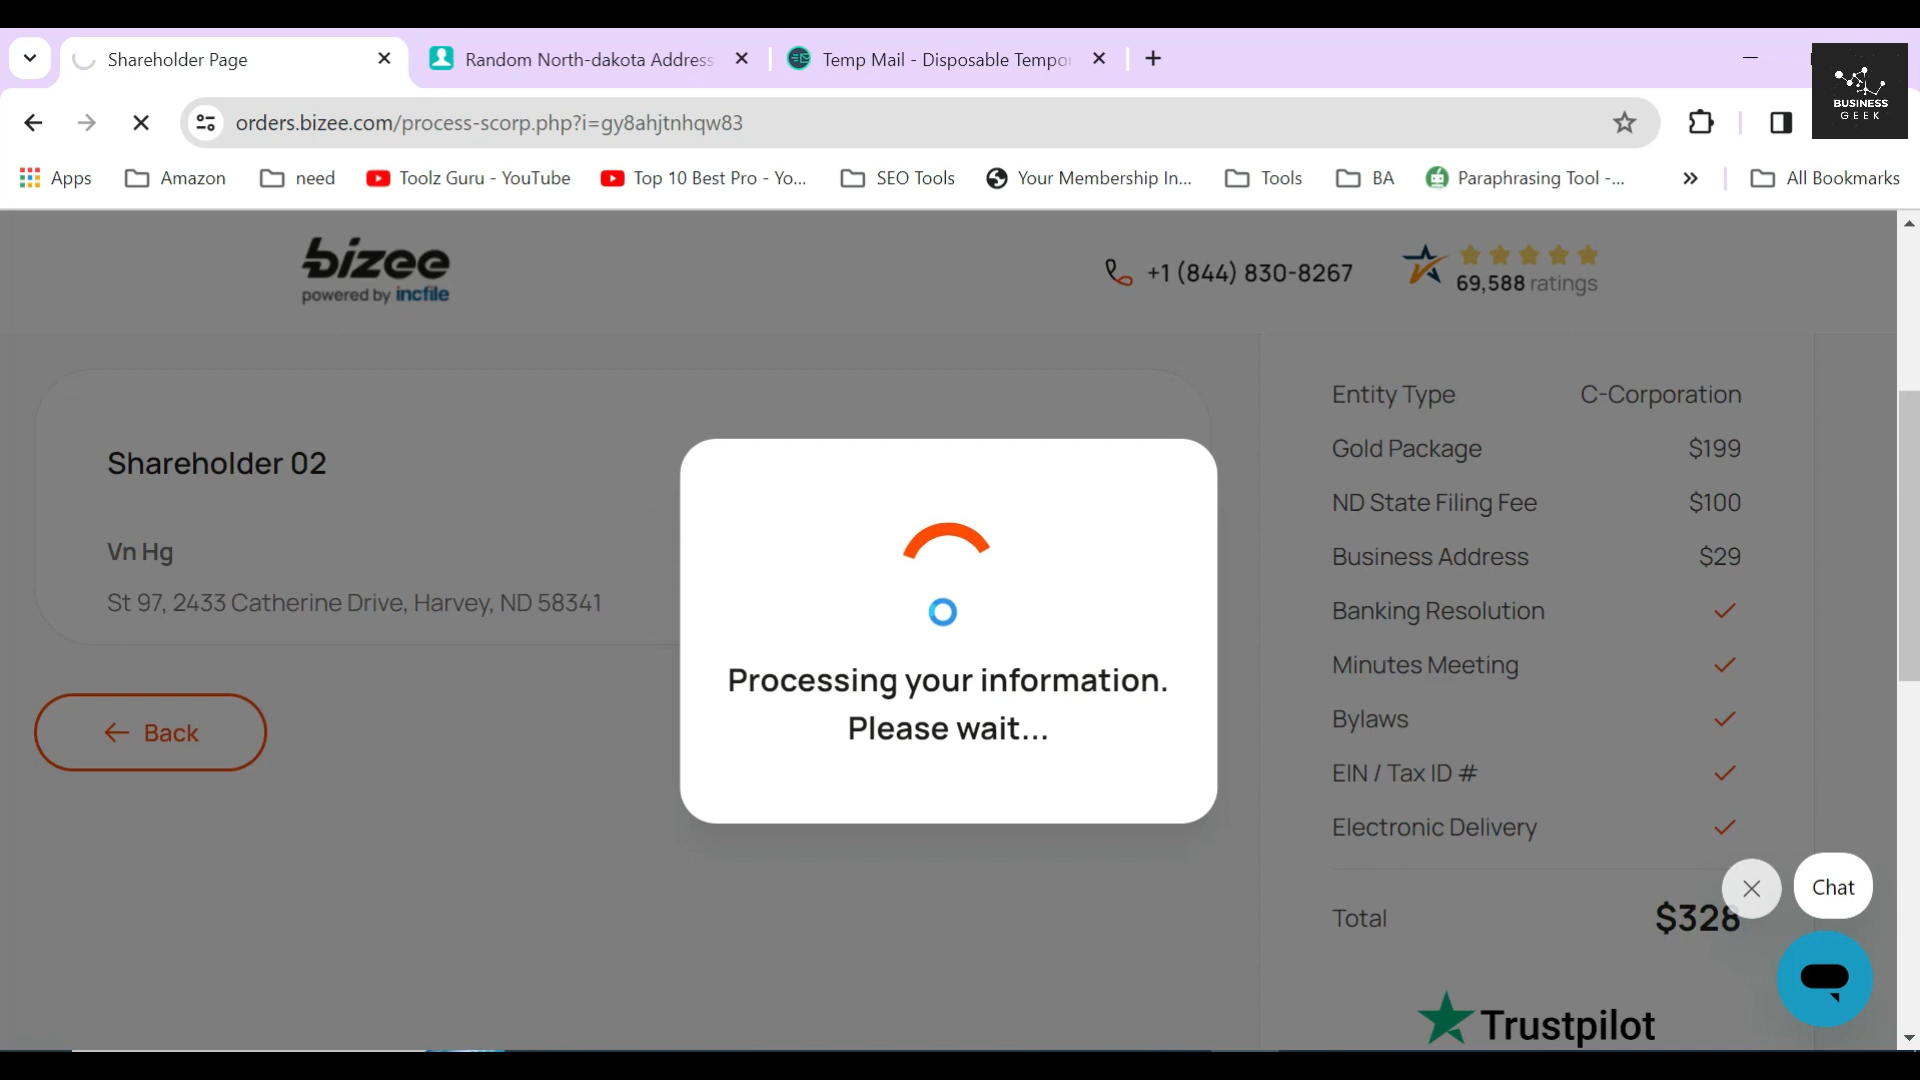 Shareholder Page
Random North-dakota Address
Temp Mail - Disposable Tempo
BUSINESS
GEEK
orders.bizee.com/process-scorp.php?i=gy8ahjtnhqw83
Apps
Amazon
need
Toolz Guru - YouTube
Top 10 Best Pro - Yo...
SEO Tools
Your Membership In...
Tools
BA
Paraphrasing Tool -...
All Bookmarks
bizee
powered by incfile
+1 (844) 830-8267
69,588 ratings
Shareholder 02
Vn Hg
St 97, 2433 Catherine Drive, Harvey, ND 58341
Back
Processing your information.
Please wait...
Entity Type C-Corporation
Gold Package $199
ND State Filing Fee $100
Business Address $29
Banking Resolution
Minutes Meeting
Bylaws
EIN / Tax ID #
Electronic Delivery
Total $328
Chat
Trustpilot